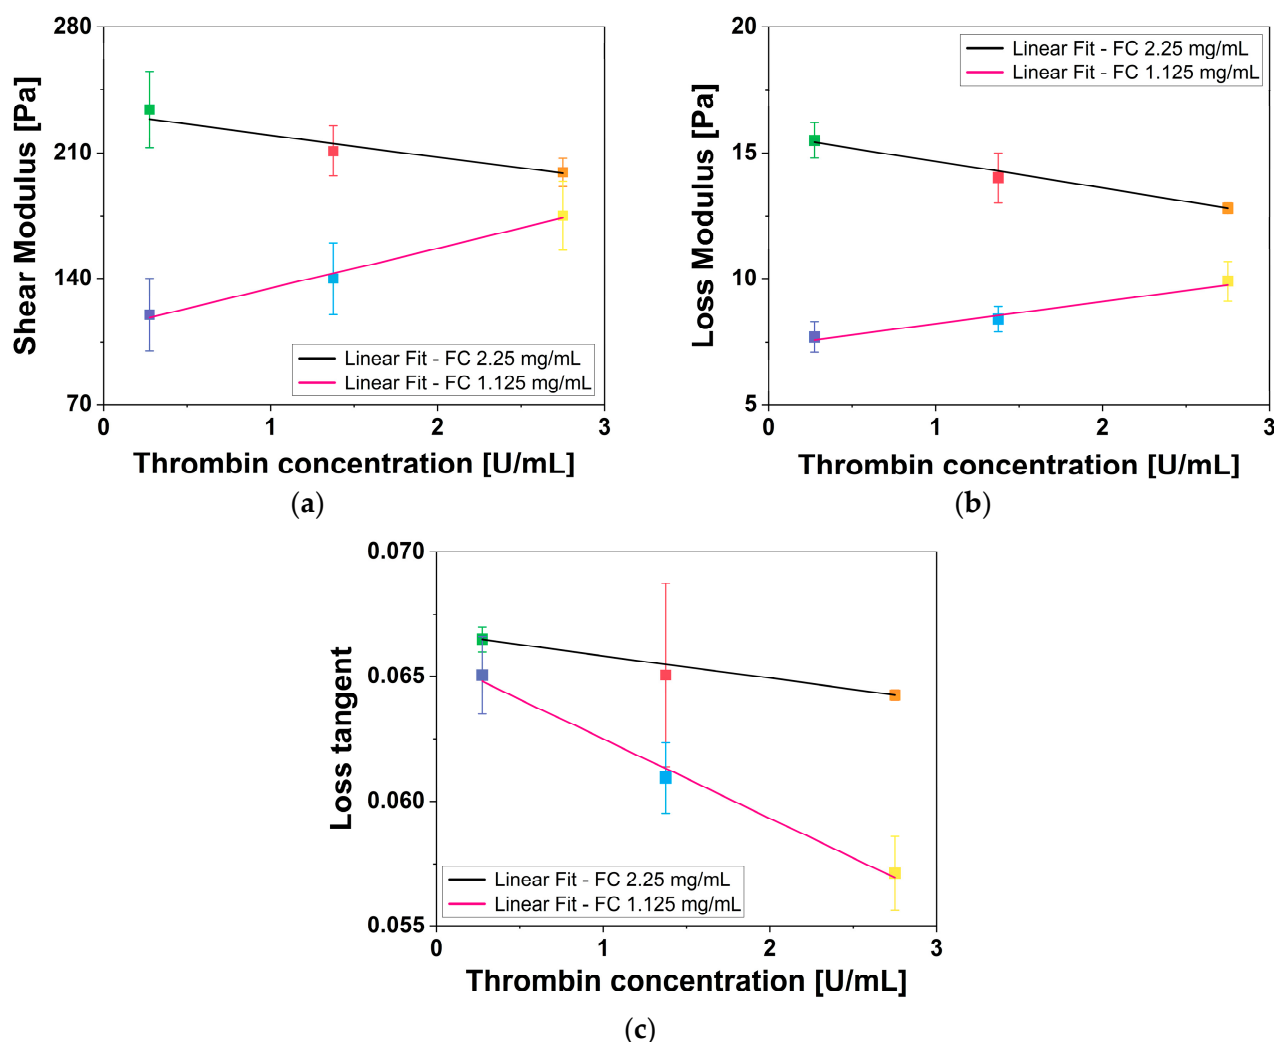 280
210
140
70
Shear Modulus [Pa]
Linear Fit - FC 2.25 mg/mL
Linear Fit - FC 1.125 mg/mL
0 1 2 3
Thrombin concentration [U/mL]
(a)
20
15
10
5
Loss Modulus [Pa]
Linear Fit - FC 2.25 mg/mL
Linear Fit - FC 1.125 mg/mL
0 1 2 3
Thrombin concentration [U/mL]
(b)
0.070
0.065
0.060
0.055
Loss tangent
Linear Fit - FC 2.25 mg/mL
Linear Fit - FC 1.125 mg/mL
0 1 2 3
Thrombin concentration [U/mL]
(c)